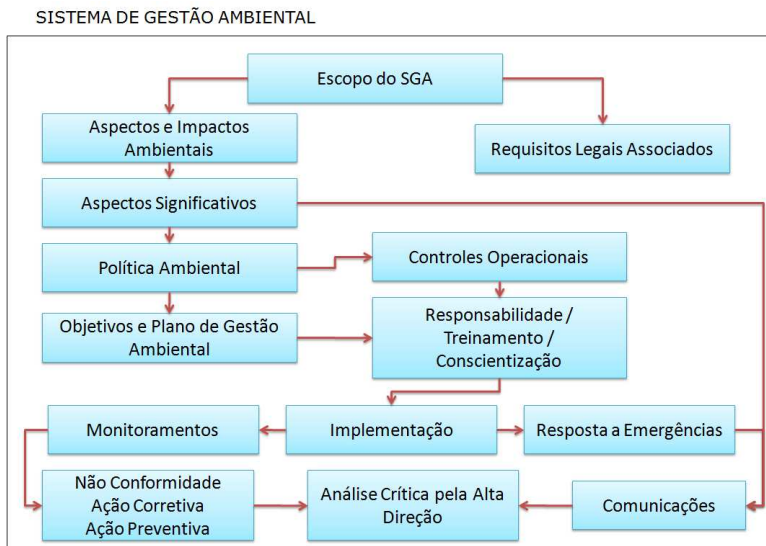 SISTEMA DE GESTÃO AMBIENTAL
Escopo do SGA
Aspectos e Impactos
Ambientais
Requisitos Legais Associados
Aspectos Significativos
Política Ambiental
Controles Operacionais
Objetivos e Plano de Gestão
Ambiental
Responsabilidade /
Treinamento /
Conscientização
Monitoramentos
Implementação
Resposta a Emergências
Não Conformidade
Ação Corretiva
Ação Preventiva
Análise Crítica pela Alta
Direção
Comunicações